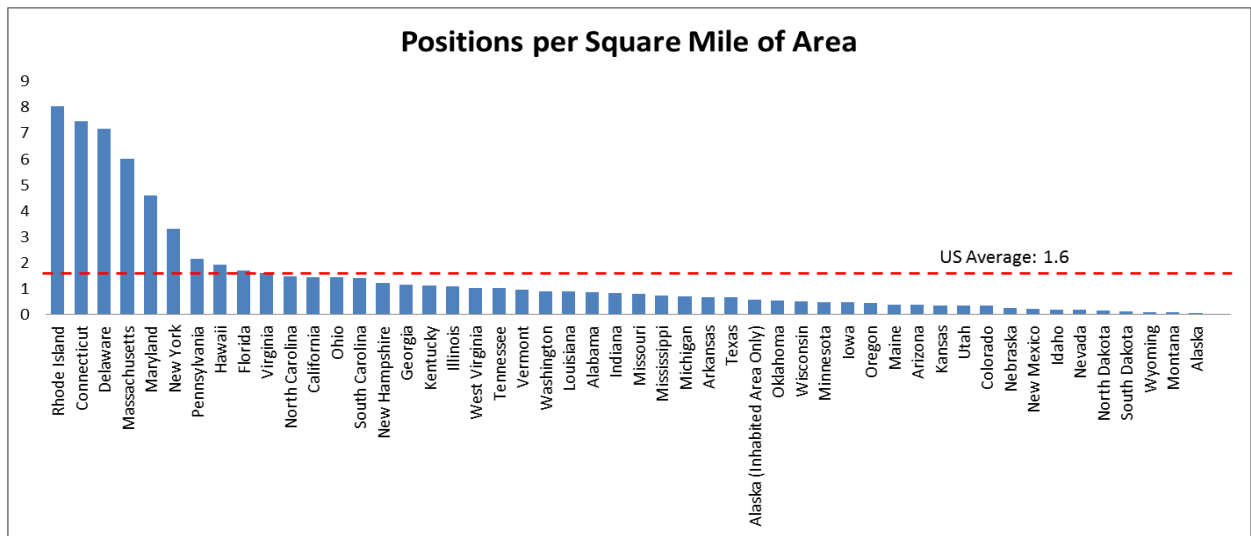 Positions per Square Mile of Area
9
8
7
6
5
4
3
2
1
0
US Average: 1.6
Rhode Island
Connecticut
Delaware
Massachusetts
Maryland
New York
Pennsylvania
Hawaii
Florida
Virginia
North Carolina
California
Ohio
South Carolina
New Hampshire
Georgia
Kentucky
Illinois
West Virginia
Tennessee
Vermont
Washington
Louisiana
Alabama
Indiana
Missouri
Mississippi
Michigan
Arkansas
Texas
Alaska (Inhabited Area Only)
Oklahoma
Wisconsin
Minnesota
Iowa
Oregon
Maine
Arizona
Kansas
Utah
Colorado
Nebraska
New Mexico
Idaho
Nevada
North Dakota
South Dakota
Wyoming
Montana
Alaska